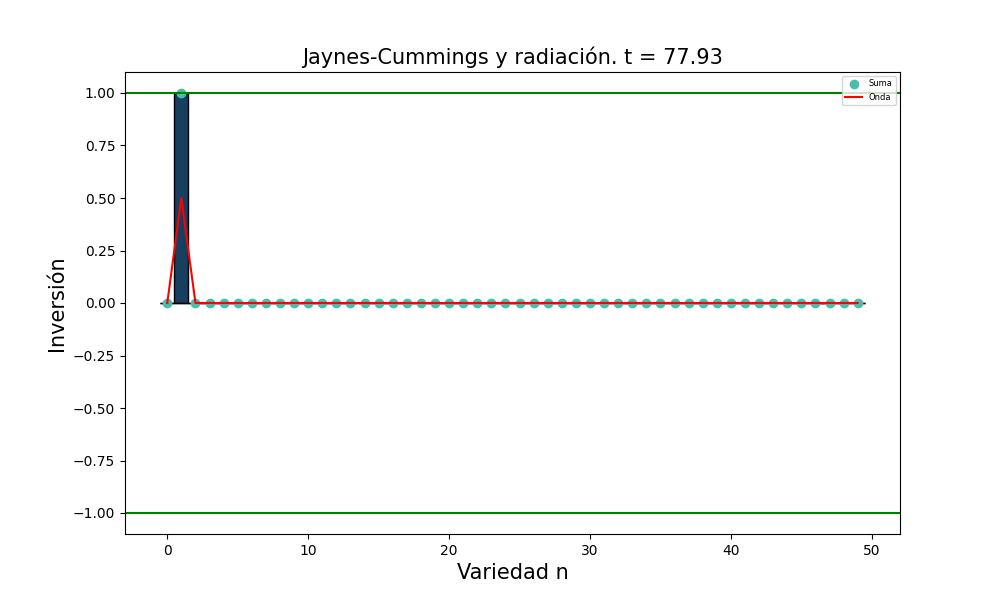 Jaynes-Cummings y radiación. t = 77.93
Suma
Onda
1.00
0.75
0.50
0.25
0.00
−0.25
−0.50
−0.75
−1.00
Inversión
0 10 20 30 40 50
Variedad n